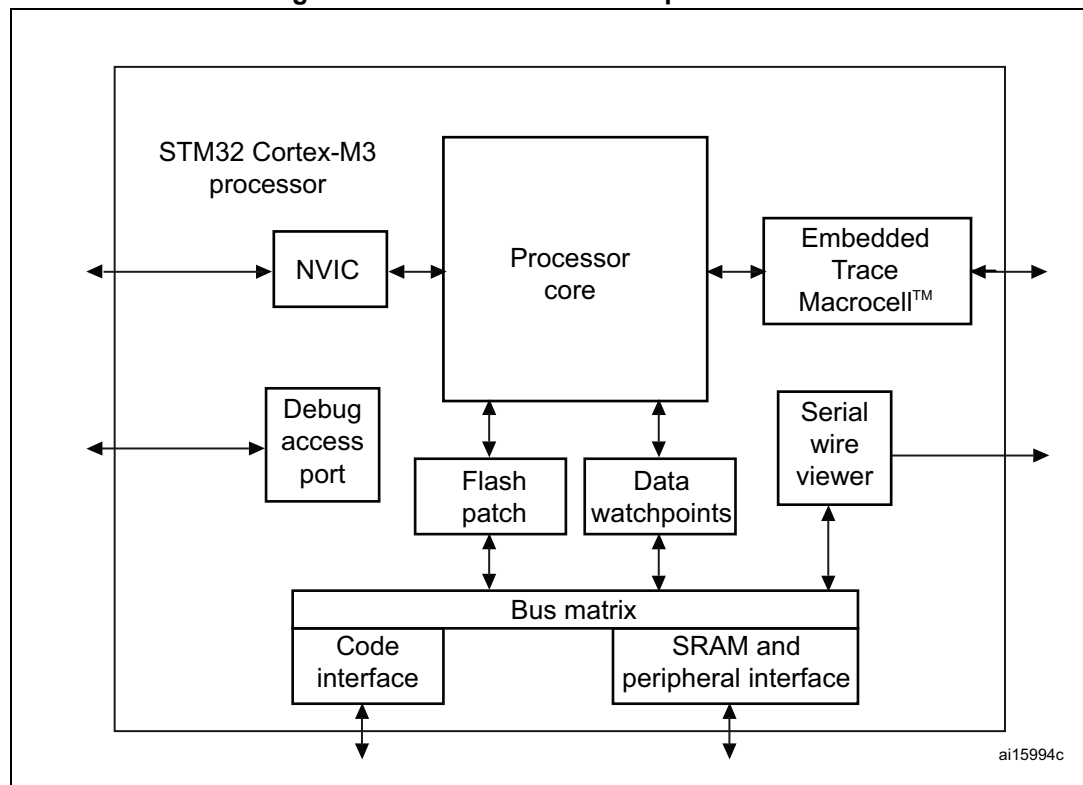 STM32 Cortex-M3
processor
NVIC
Processor
core
Embedded
Trace
Macrocell™
Debug
access
port
Flash
patch
Data
watchpoints
Serial
wire
viewer
Bus matrix
Code
interface
SRAM and
peripheral interface
ai15994c